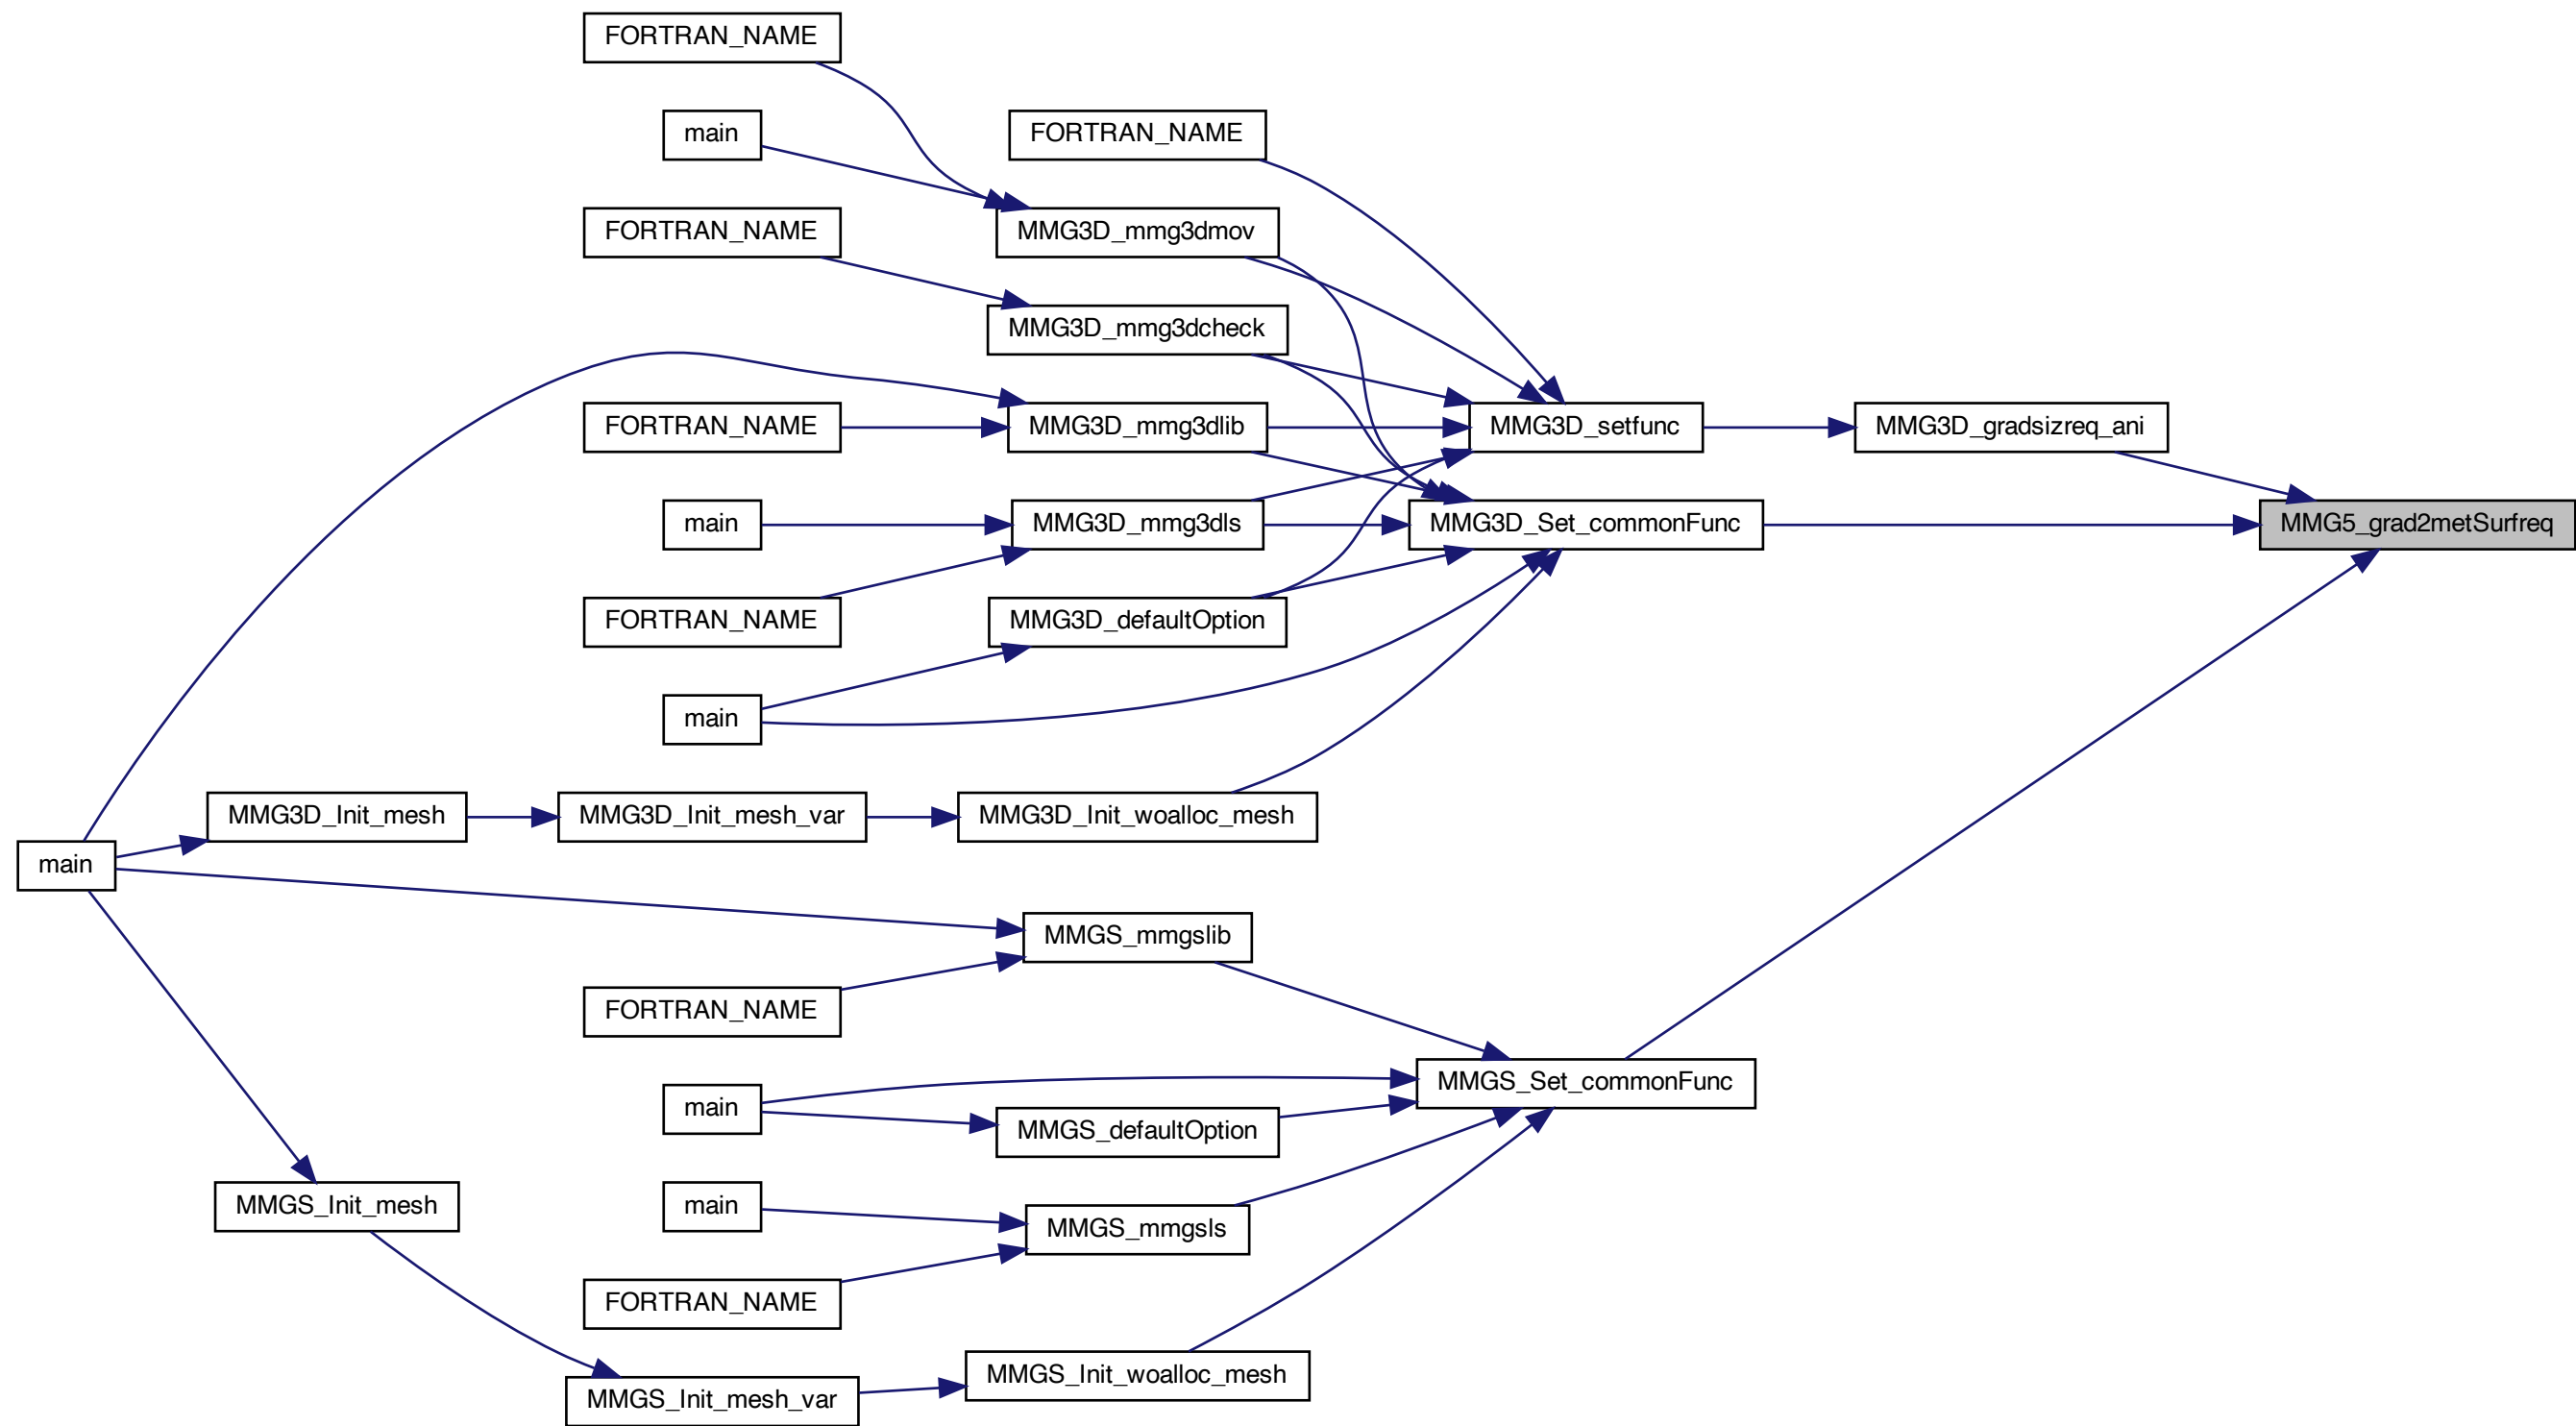 FORTRAN_NAME
main
FORTRAN_NAME
FORTRAN_NAME
MMG3D_mmg3dmov
MMG3D_mmg3dcheck
FORTRAN_NAME
MMG3D_mmg3dlib
MMG3D_setfunc
MMG3D_gradsizreq_ani
main
MMG3D_mmg3dls
MMG3D_Set_commonFunc
MMG5_grad2metSurfreq
FORTRAN_NAME
MMG3D_defaultOption
main
MMG3D_Init_mesh
MMG3D_Init_mesh_var
MMG3D_Init_woalloc_mesh
main
MMGS_mmgslib
FORTRAN_NAME
MMGS_Set_commonFunc
main
MMGS_defaultOption
MMGS_Init_mesh
main
MMGS_mmgsls
FORTRAN_NAME
MMGS_Init_woalloc_mesh
MMGS_Init_mesh_var